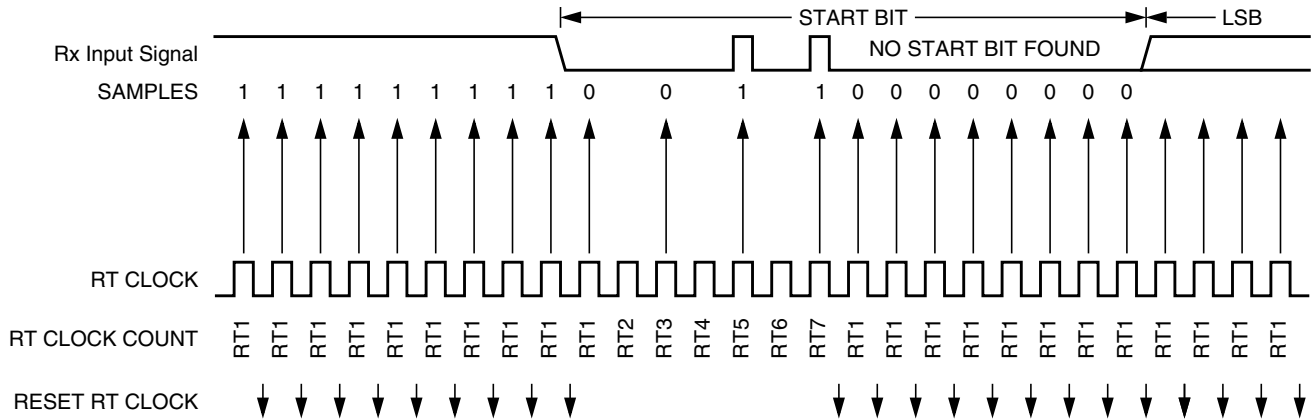 START BIT LSB
Rx Input Signal NO START BIT FOUND
SAMPLES 1 1 1 1 1 1 1 1 1 0 0 1 1 0 0 0 0 0 0 0 0
RT CLOCK
RT CLOCK COUNT RT1 RT1 RT1 RT1 RT1 RT1 RT1 RT1 RT1 RT1 RT2 RT3 RT4 RT5 RT6 RT7 RT1 RT1 RT1 RT1 RT1 RT1 RT1 RT1 RT1 RT1 RT1 RT1
RESET RT CLOCK